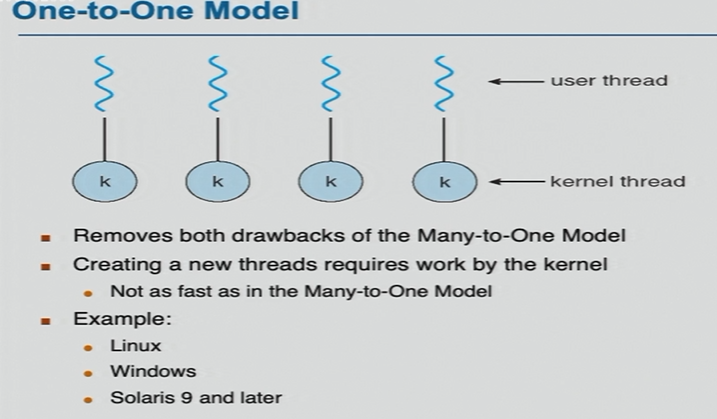 One-to-One Model
user thread
k k k k
kernel thread
Removes both drawbacks of the Many-to-One Model
Creating a new threads requires work by the kernel
Not as fast as in the Many-to-One Model
Example:
Linux
Windows
Solaris 9 and later